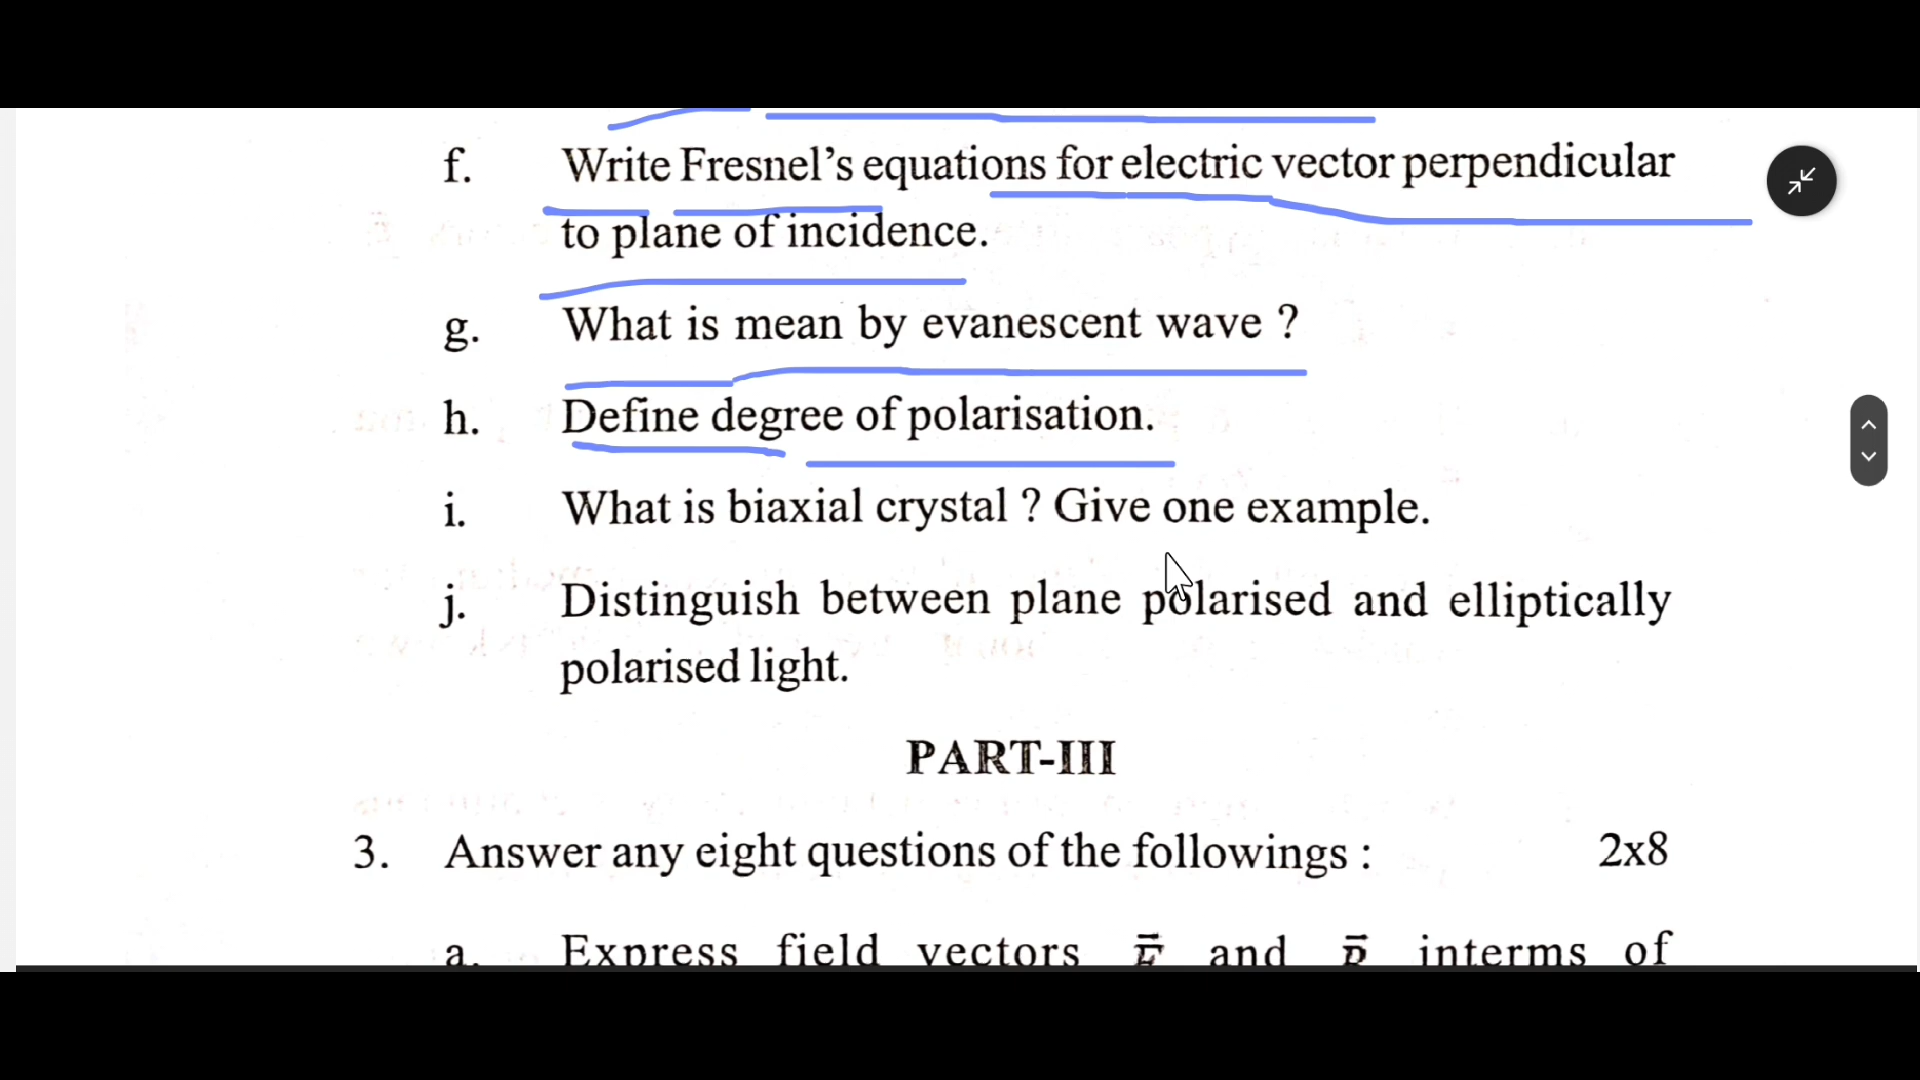 f. Write Fresnel's equations for electric vector perpendicular
to plane of incidence.
g. What is mean by evanescent wave ?
h. Define degree of polarisation.
i. What is biaxial crystal ? Give one example.
j. Distinguish between plane polarised and elliptically
polarised light.
PART-III
3. Answer any eight questions of the followings : 2x8
a. Express field vectors and interms of